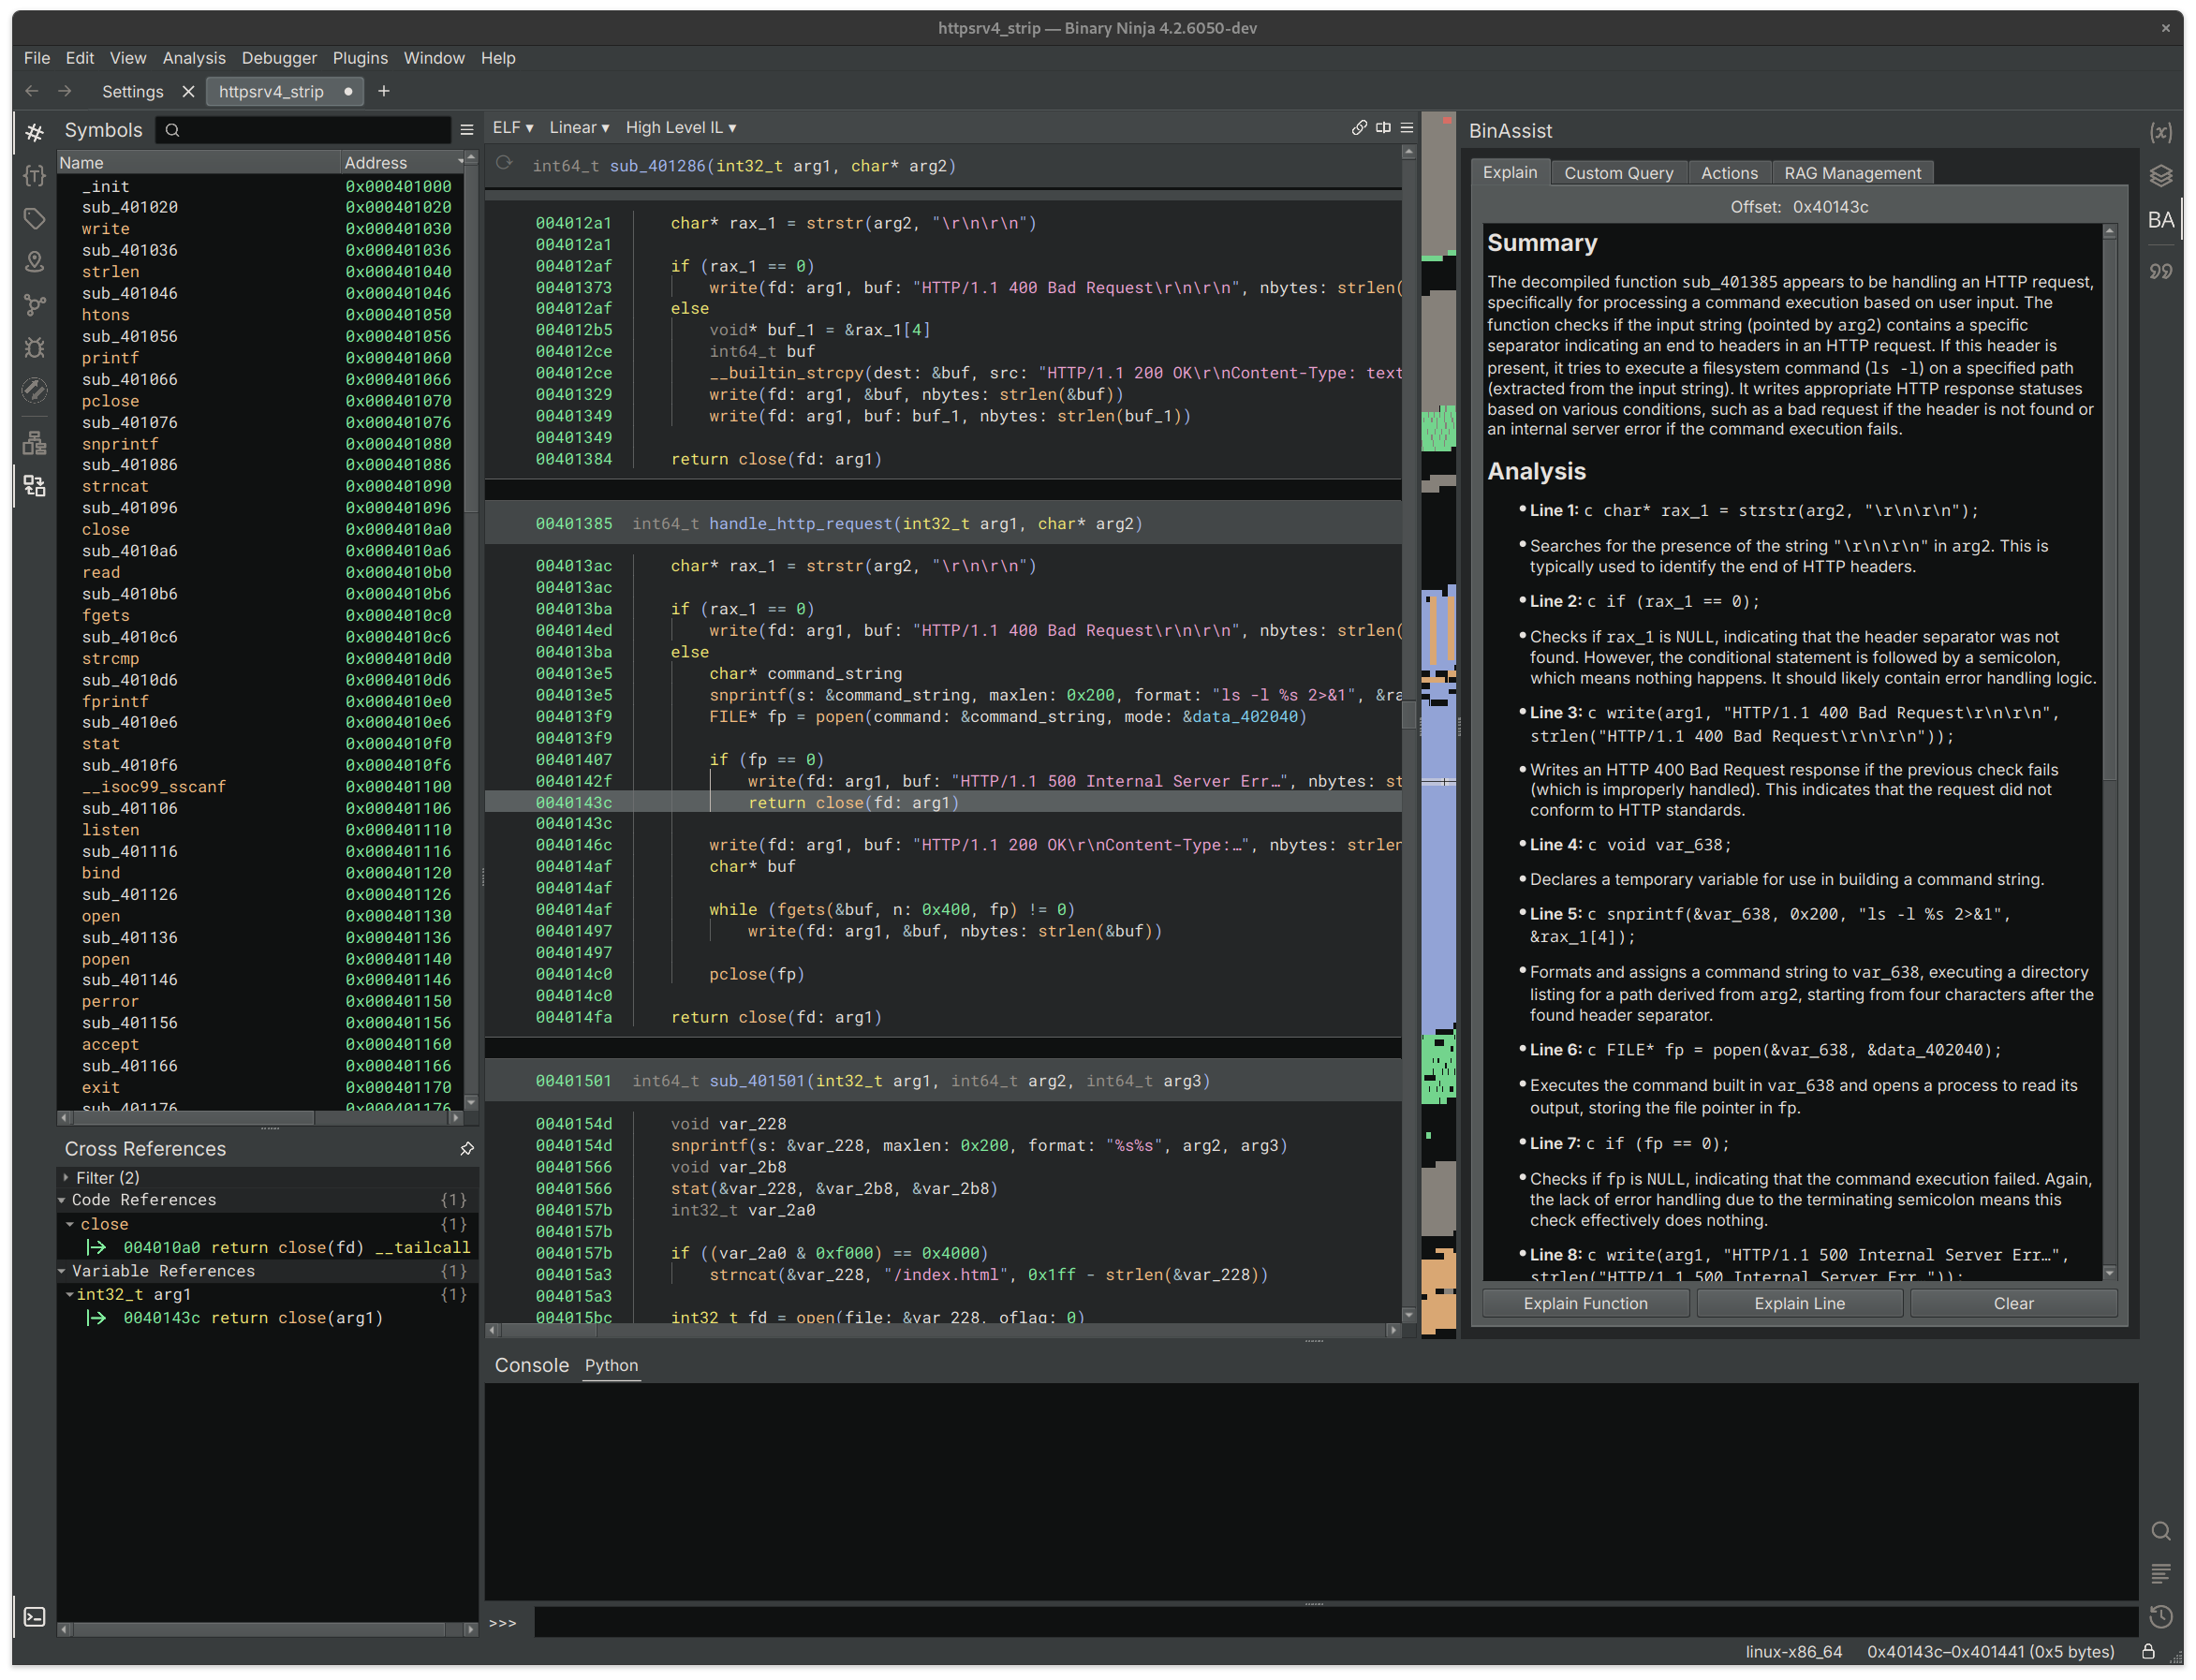 httpsrv4_strip — Binary Ninja 4.2.6050-dev
File Edit View Analysis Debugger Plugins Window Help
Settings httpsrv4_strip
Symbols
Name Address
_init 0x000401000
sub_401020 0x000401020
write 0x000401030
sub_401036 0x000401036
strlen 0x000401040
sub_401046 0x000401046
htons 0x000401050
sub_401056 0x000401056
printf 0x000401060
sub_401066 0x000401066
pclose 0x000401070
sub_401076 0x000401076
snprintf 0x000401080
sub_401086 0x000401086
strncat 0x000401090
sub_401096 0x000401096
close 0x0004010a0
sub_4010a6 0x0004010a6
read 0x0004010b0
sub_4010b6 0x0004010b6
fgets 0x0004010c0
sub_4010c6 0x0004010c6
strcmp 0x0004010d0
sub_4010d6 0x0004010d6
fprintf 0x0004010e0
sub_4010e6 0x0004010e6
stat 0x0004010f0
sub_4010f6 0x0004010f6
__isoc99_sscanf 0x000401100
sub_401106 0x000401106
listen 0x000401110
sub_401116 0x000401116
bind 0x000401120
sub_401126 0x000401126
open 0x000401130
sub_401136 0x000401136
popen 0x000401140
sub_401146 0x000401146
perror 0x000401150
sub_401156 0x000401156
accept 0x000401160
sub_401166 0x000401166
exit 0x000401170
sub_401176 0x000401176
Cross References
Filter (2)
Code References {1}
close {1}
004010a0 return close(fd) __tailcall
Variable References {1}
int32_t arg1 {1}
0040143c return close(arg1)
ELF ▾ Linear ▾ High Level IL ▾
int64_t sub_401286(int32_t arg1, char* arg2)
004012a1 char* rax_1 = strstr(arg2, "\r\n\r\n")
004012a1
004012af if (rax_1 == 0)
00401373 write(fd: arg1, buf: "HTTP/1.1 400 Bad Request\r\n\r\n", nbytes: strlen(
004012af else
004012b5 void* buf_1 = &rax_1[4]
004012ce int64_t buf
004012ce __builtin_strcpy(dest: &buf, src: "HTTP/1.1 200 OK\r\nContent-Type: text
00401329 write(fd: arg1, &buf, nbytes: strlen(&buf))
00401349 write(fd: arg1, buf: buf_1, nbytes: strlen(buf_1))
00401349
00401384 return close(fd: arg1)
00401385 int64_t handle_http_request(int32_t arg1, char* arg2)
004013ac char* rax_1 = strstr(arg2, "\r\n\r\n")
004013ac
004013ba if (rax_1 == 0)
004014ed write(fd: arg1, buf: "HTTP/1.1 400 Bad Request\r\n\r\n", nbytes: strlen(
004013ba else
004013e5 char* command_string
004013e5 snprintf(s: &command_string, maxlen: 0x200, format: "ls -l %s 2>&1", &ra
004013f9 FILE* fp = popen(command: &command_string, mode: &data_402040)
004013f9
00401407 if (fp == 0)
0040142f write(fd: arg1, buf: "HTTP/1.1 500 Internal Server Err…", nbytes: st
0040143c return close(fd: arg1)
0040143c
0040146c write(fd: arg1, buf: "HTTP/1.1 200 OK\r\nContent-Type:…", nbytes: strlen
004014af char* buf
004014af
004014af while (fgets(&buf, n: 0x400, fp) != 0)
00401497 write(fd: arg1, &buf, nbytes: strlen(&buf))
00401497
004014c0 pclose(fp)
004014c0
004014fa return close(fd: arg1)
00401501 int64_t sub_401501(int32_t arg1, int64_t arg2, int64_t arg3)
0040154d void var_228
0040154d snprintf(s: &var_228, maxlen: 0x200, format: "%s%s", arg2, arg3)
00401566 void var_2b8
00401566 stat(&var_228, &var_2b8, &var_2b8)
0040157b int32_t var_2a0
0040157b
0040157b if ((var_2a0 & 0xf000) == 0x4000)
004015a3 strncat(&var_228, "/index.html", 0x1ff - strlen(&var_228))
004015a3
004015bc int32_t fd = open(file: &var_228, oflag: 0)
Console Python
>>>
BinAssist
Explain Custom Query Actions RAG Management
Offset: 0x40143c
Summary
The decompiled function sub_401385 appears to be handling an HTTP request,
specifically for processing a command execution based on user input. The
function checks if the input string (pointed by arg2) contains a specific
separator indicating an end to headers in an HTTP request. If this header is
present, it tries to execute a filesystem command (ls -l) on a specified path
(extracted from the input string). It writes appropriate HTTP response statuses
based on various conditions, such as a bad request if the header is not found or
an internal server error if the command execution fails.
Analysis
• Line 1: c char* rax_1 = strstr(arg2, "\r\n\r\n");
• Searches for the presence of the string "\r\n\r\n" in arg2. This is
typically used to identify the end of HTTP headers.
• Line 2: c if (rax_1 == 0);
• Checks if rax_1 is NULL, indicating that the header separator was not
found. However, the conditional statement is followed by a semicolon,
which means nothing happens. It should likely contain error handling logic.
• Line 3: c write(arg1, "HTTP/1.1 400 Bad Request\r\n\r\n",
strlen("HTTP/1.1 400 Bad Request\r\n\r\n"));
• Writes an HTTP 400 Bad Request response if the previous check fails
(which is improperly handled). This indicates that the request did not
conform to HTTP standards.
• Line 4: c void var_638;
• Declares a temporary variable for use in building a command string.
• Line 5: c snprintf(&var_638, 0x200, "ls -l %s 2>&1",
&rax_1[4]);
• Formats and assigns a command string to var_638, executing a directory
listing for a path derived from arg2, starting from four characters after the
found header separator.
• Line 6: c FILE* fp = popen(&var_638, &data_402040);
• Executes the command built in var_638 and opens a process to read its
output, storing the file pointer in fp.
• Line 7: c if (fp == 0);
• Checks if fp is NULL, indicating that the command execution failed. Again,
the lack of error handling due to the terminating semicolon means this
check effectively does nothing.
• Line 8: c write(arg1, "HTTP/1.1 500 Internal Server Err…",
strlen("HTTP/1.1 500 Internal Server Err…"));
Explain Function Explain Line Clear
BA
linux-x86_64 0x40143c–0x401441 (0x5 bytes)